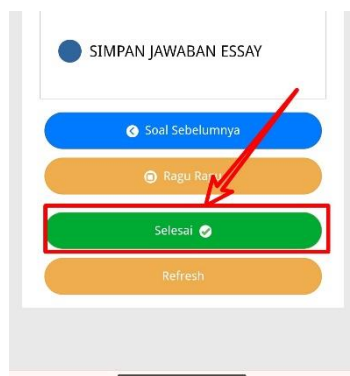 SIMPAN JAWABAN ESSAY
Soal Sebelumnya
Ragu Ragu
Selesai
Refresh